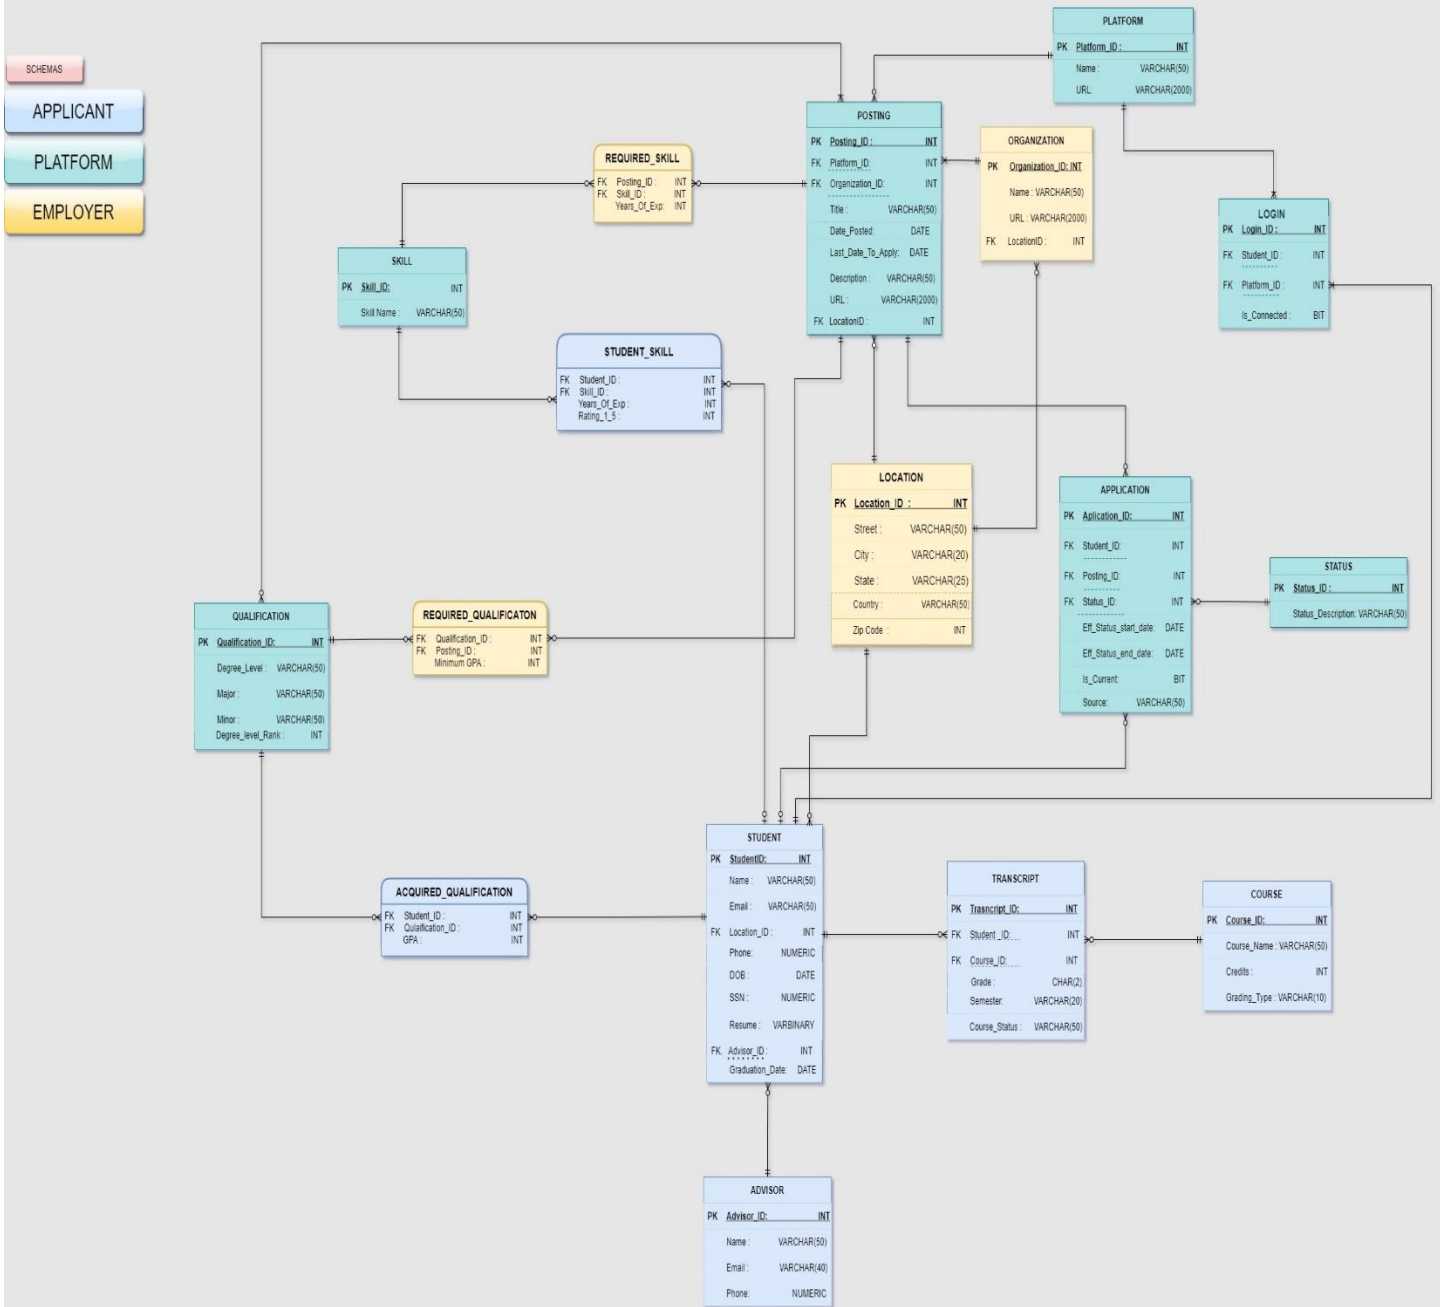 SCHEMAS
APPLICANT
PLATFORM
EMPLOYER
PLATFORM
PK Platform_ID : INT
Name : VARCHAR(50)
URL: VARCHAR(2000)
POSTING
PK Posting_ID : INT
FK Platform_ID: INT
FK Organization_ID: INT
Title : VARCHAR(50)
Date_Posted: DATE
Last_Date_To_Apply: DATE
Description : VARCHAR(50)
URL : VARCHAR(2000)
FK LocationID : INT
ORGANIZATION
PK Organization_ID: INT
Name : VARCHAR(50)
URL : VARCHAR(2000)
FK LocationID : INT
REQUIRED_SKILL
FK Posting_ID : INT
FK Skill_ID : INT
Years_Of_Exp: INT
LOGIN
PK Login_ID : INT
FK Student_ID : INT
FK Platform_ID : INT
Is_Connected : BIT
SKILL
PK Skill_ID: INT
Skill Name : VARCHAR(50)
STUDENT_SKILL
FK Student_ID : INT
FK Skill_ID : INT
Years_Of_Exp : INT
Rating_1_5 : INT
LOCATION
PK Location_ID : INT
Street : VARCHAR(50)
City : VARCHAR(20)
State : VARCHAR(25)
Country : VARCHAR(50)
Zip Code : INT
APPLICATION
PK Aplication_ID: INT
FK Student_ID: INT
FK Posting_ID : INT
FK Status_ID: INT
Eff_Status_start_date: DATE
Eff_Status_end_date: DATE
Is_Current: BIT
Source: VARCHAR(50)
STATUS
PK Status_ID : INT
Status_Description: VARCHAR(50)
QUALIFICATION
PK Qualification_ID: INT
Degree_Level : VARCHAR(50)
Major : VARCHAR(50)
Minor : VARCHAR(50)
Degree_level_Rank : INT
REQUIRED_QUALIFICATON
FK Qualification_ID : INT
FK Posting_ID : INT
Minimum GPA : INT
STUDENT
PK StudentID: INT
Name : VARCHAR(50)
Email : VARCHAR(50)
FK Location_ID : INT
Phone: NUMERIC
DOB : DATE
SSN : NUMERIC
Resume : VARBINARY
FK. Advisor_ID : INT
Graduation_Date: DATE
ACQUIRED_QUALIFICATION
FK Student_ID : INT
FK Qulaification_ID : INT
GPA : INT
TRANSCRIPT
PK Trasncript_ID: INT
FK Student _ID: INT
FK Course_ID: INT
Grade : CHAR(2)
Semester: VARCHAR(20)
Course_Status : VARCHAR(50)
COURSE
PK Course_ID: INT
Course_Name : VARCHAR(50)
Credits : INT
Grading_Type : VARCHAR(10)
ADVISOR
PK Advisor_ID: INT
Name : VARCHAR(50)
Email : VARCHAR(40)
Phone: NUMERIC